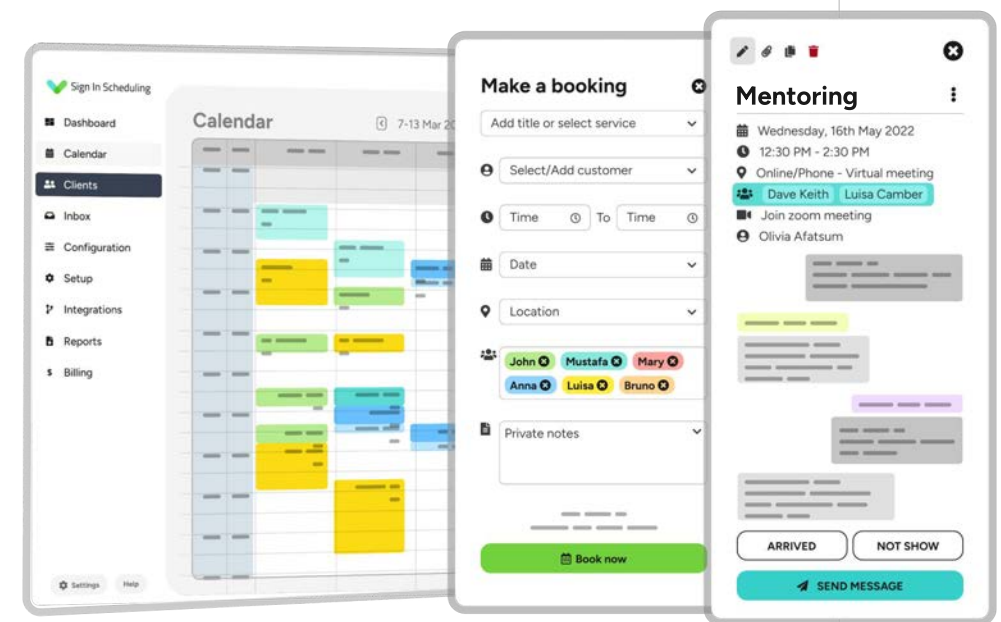 Sign In Scheduling
Dashboard
Calendar
Clients
Inbox
Configuration
Setup
Integrations
Reports
$ Billing
Settings
Help
Calendar
7-13 Mar
Make a booking
Add title or select service
Select/Add customer
Time To Time
Date
Location
John Mustafa Mary
Anna Luisa Bruno
Private notes
Book now
Mentoring
Wednesday, 16th May 2022
12:30 PM - 2:30 PM
Online/Phone - Virtual meeting
Dave Keith Luisa Camber
Join zoom meeting
Olivia Afatsum
ARRIVED NOT SHOW
SEND MESSAGE